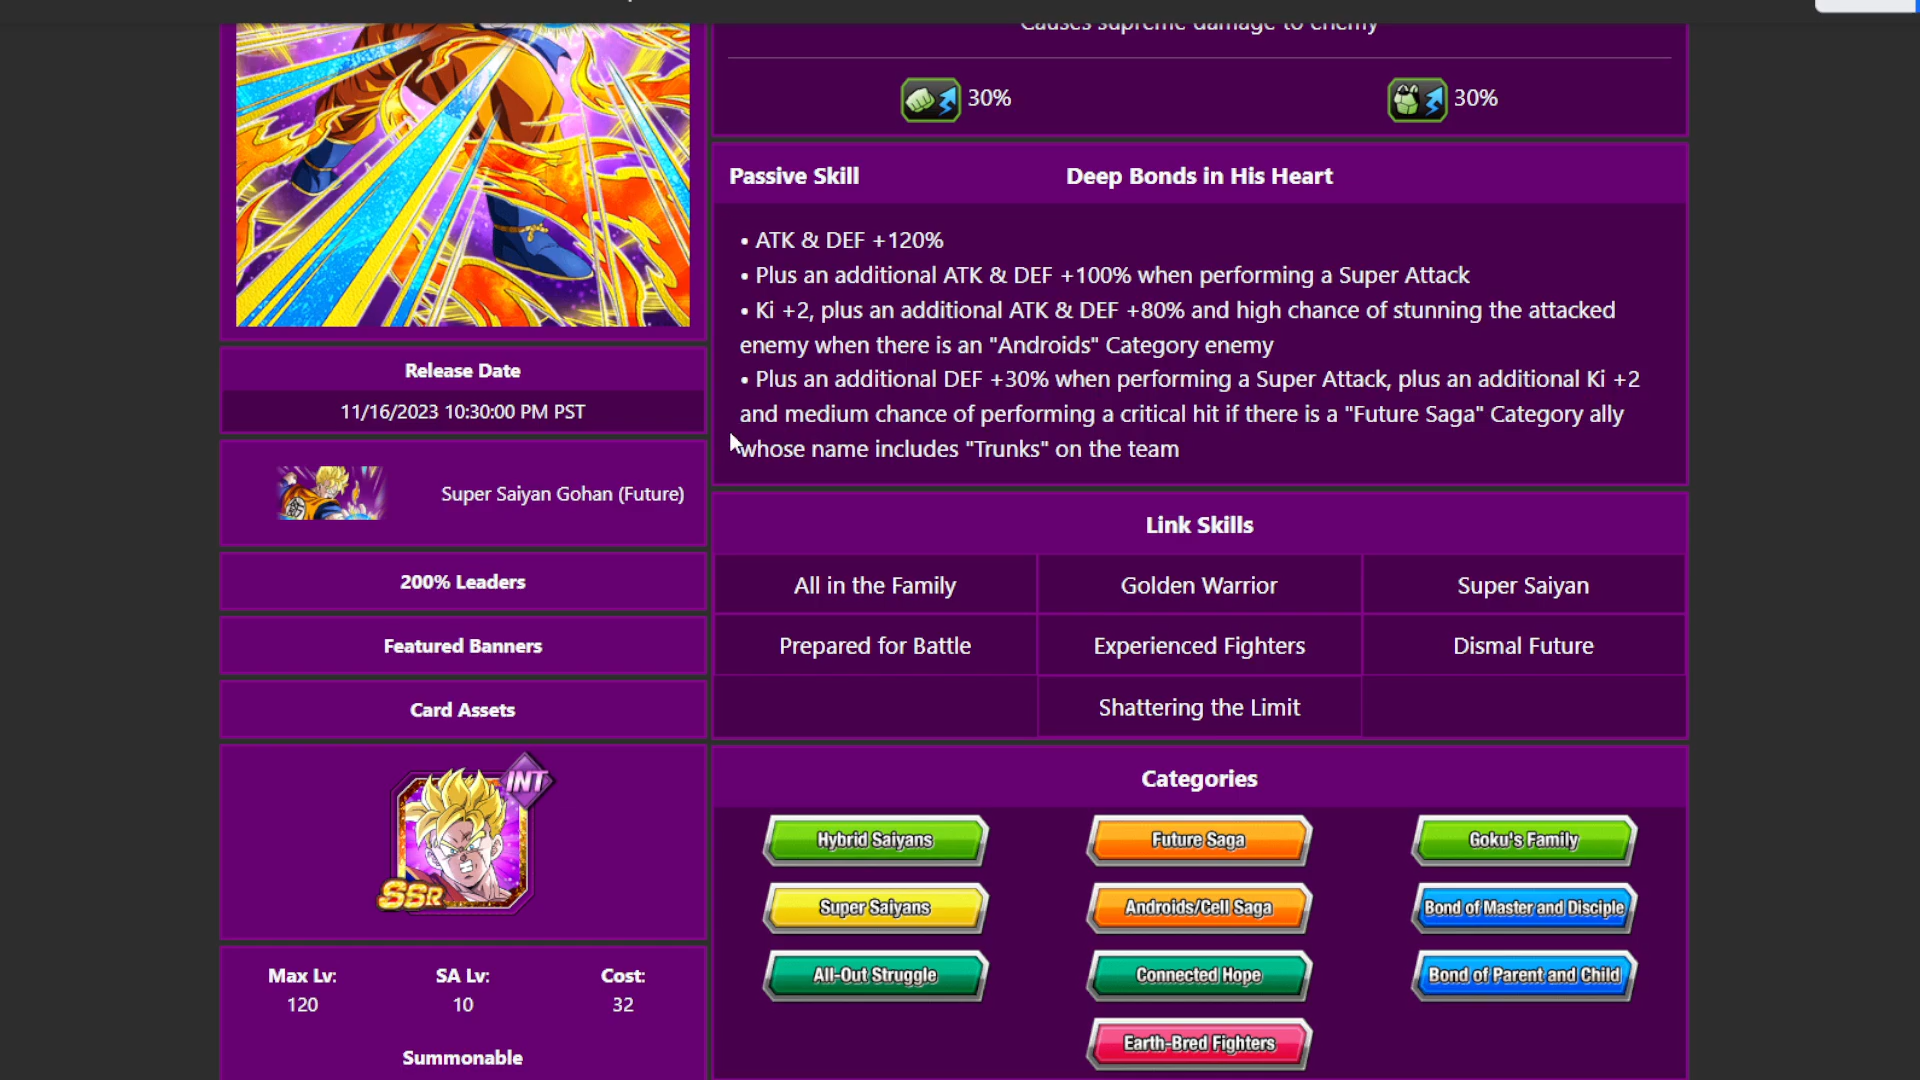 Causes supreme damage to enemy
30%
30%
Passive Skill
Deep Bonds in His Heart
• ATK & DEF +120%
• Plus an additional ATK & DEF +100% when performing a Super Attack
• Ki +2, plus an additional ATK & DEF +80% and high chance of stunning the attacked
enemy when there is an "Androids" Category enemy
• Plus an additional DEF +30% when performing a Super Attack, plus an additional Ki +2
and medium chance of performing a critical hit if there is a "Future Saga" Category ally
whose name includes "Trunks" on the team
Release Date
11/16/2023 10:30:00 PM PST
Super Saiyan Gohan (Future)
200% Leaders
Featured Banners
Card Assets
INT
SSR
Max Lv:
120
SA Lv:
10
Cost:
32
Summonable
Link Skills
All in the Family
Golden Warrior
Super Saiyan
Prepared for Battle
Experienced Fighters
Dismal Future
Shattering the Limit
Categories
Hybrid Saiyans
Future Saga
Goku's Family
Super Saiyans
Androids/Cell Saga
Bond of Master and Disciple
All-Out Struggle
Connected Hope
Bond of Parent and Child
Earth-Bred Fighters